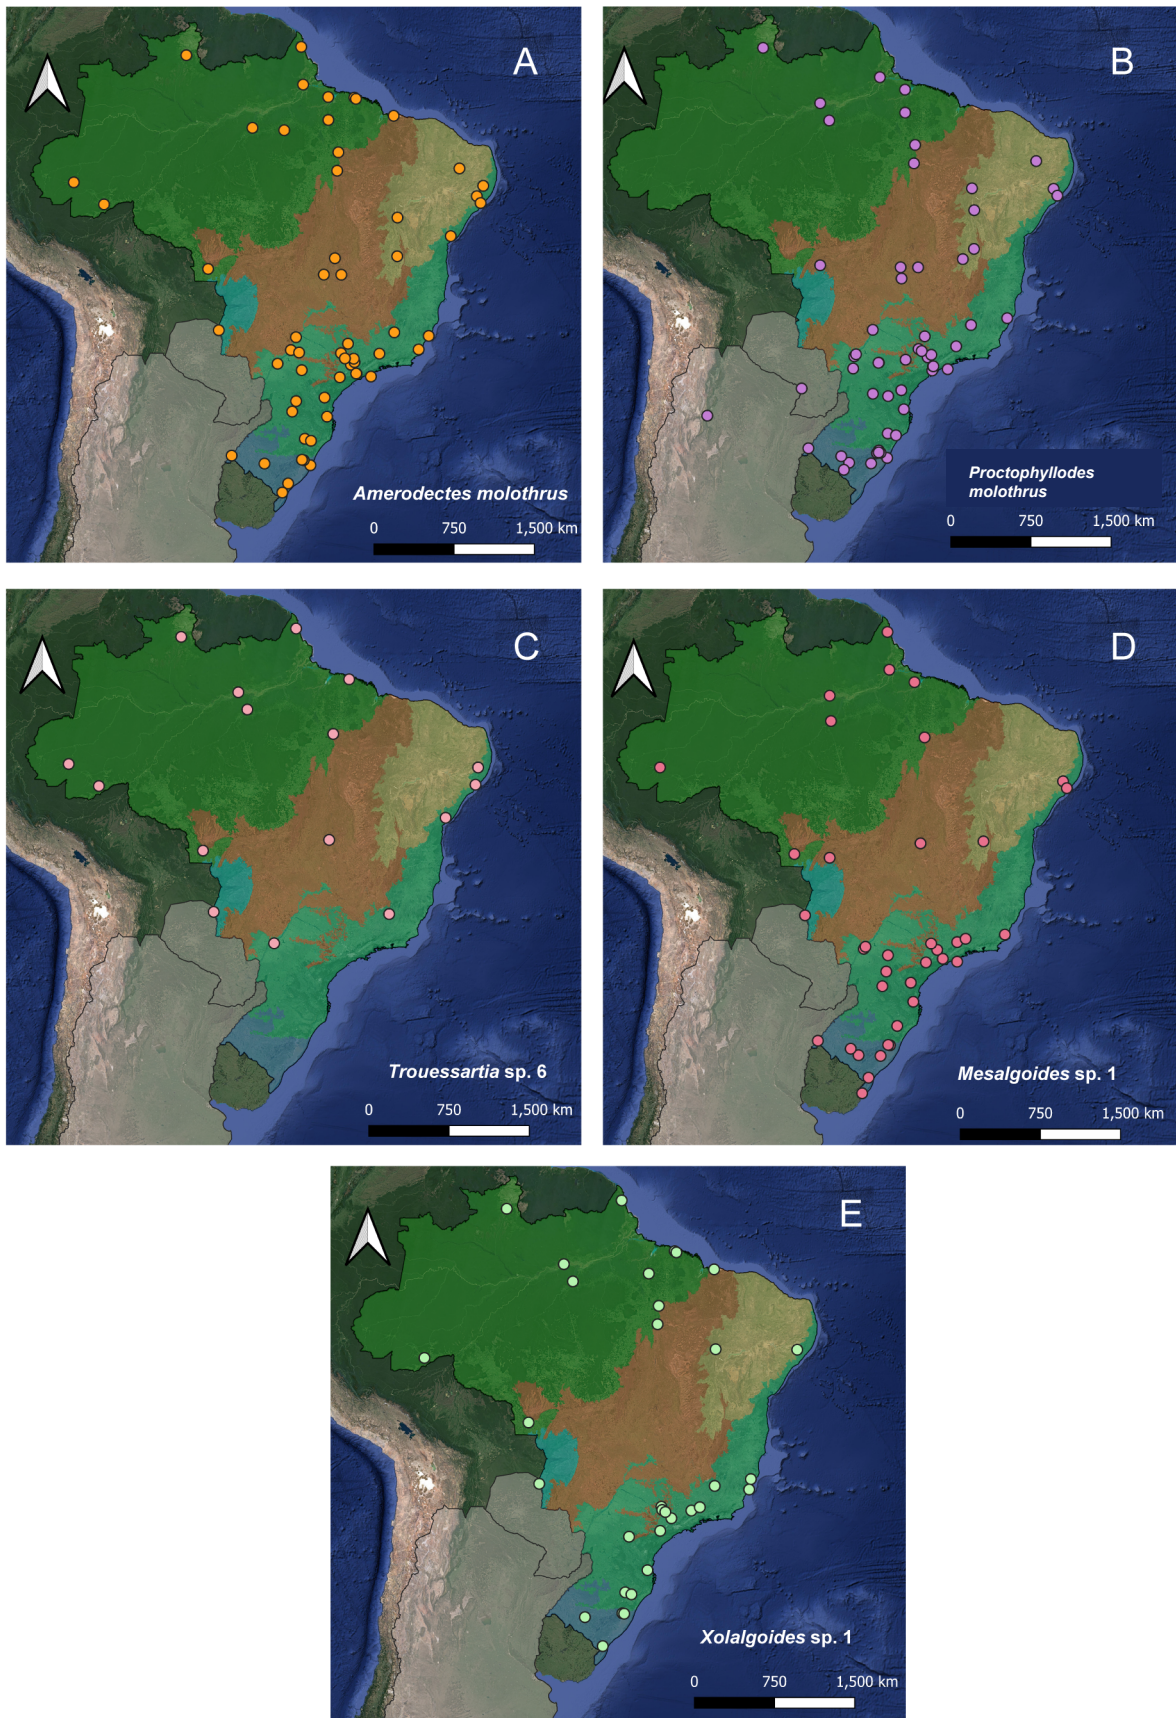 A
Amerodectes molothrus
0 750 1,500 km
B
Proctophyllodes
molothrus
0 750 1,500 km
C
Trouessartia sp. 6
0 750 1,500 km
D
Mesalgoides sp. 1
0 750 1,500 km
E
Xolalgoides sp. 1
0 750 1,500 km